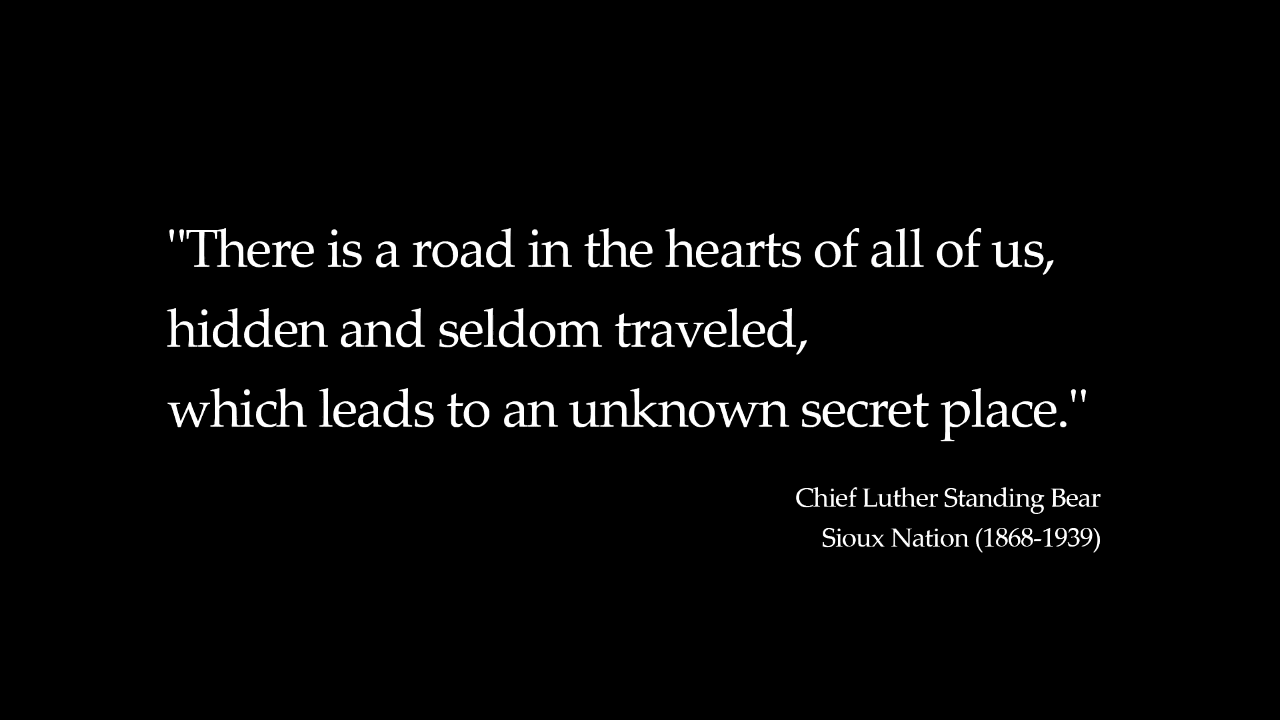 "There is a road in the hearts of all of us,
hidden and seldom traveled,
which leads to an unknown secret place."
Chief Luther Standing Bear
Sioux Nation (1868-1939)